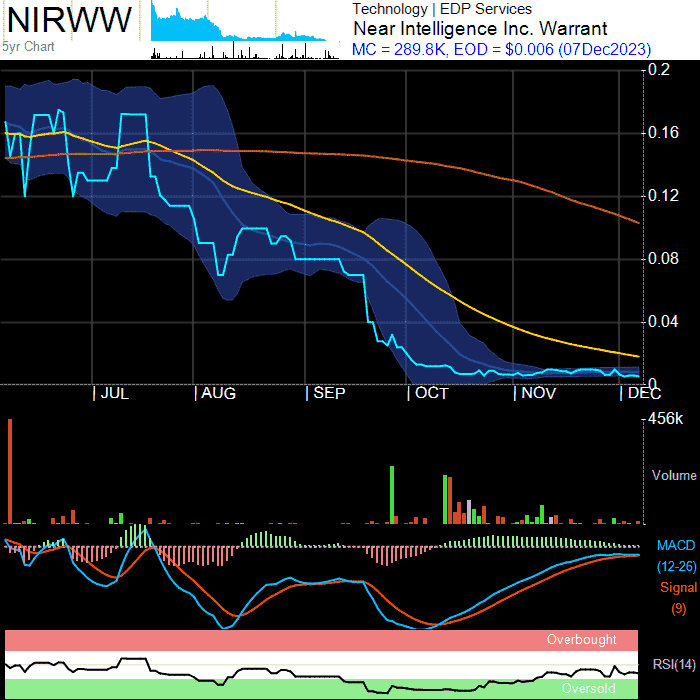 NIRWW
5yr Chart
Technology | EDP Services
Near Intelligence Inc. Warrant
MC = 289.8K, EOD = $0.006 (07Dec2023)
0.2
0.16
0.12
0.08
0.04
0
| JUL | AUG | SEP | OCT | NOV | DEC
456k
Volume
MACD
(12-26)
Signal
(9)
Overbought
RSI(14)
Oversold